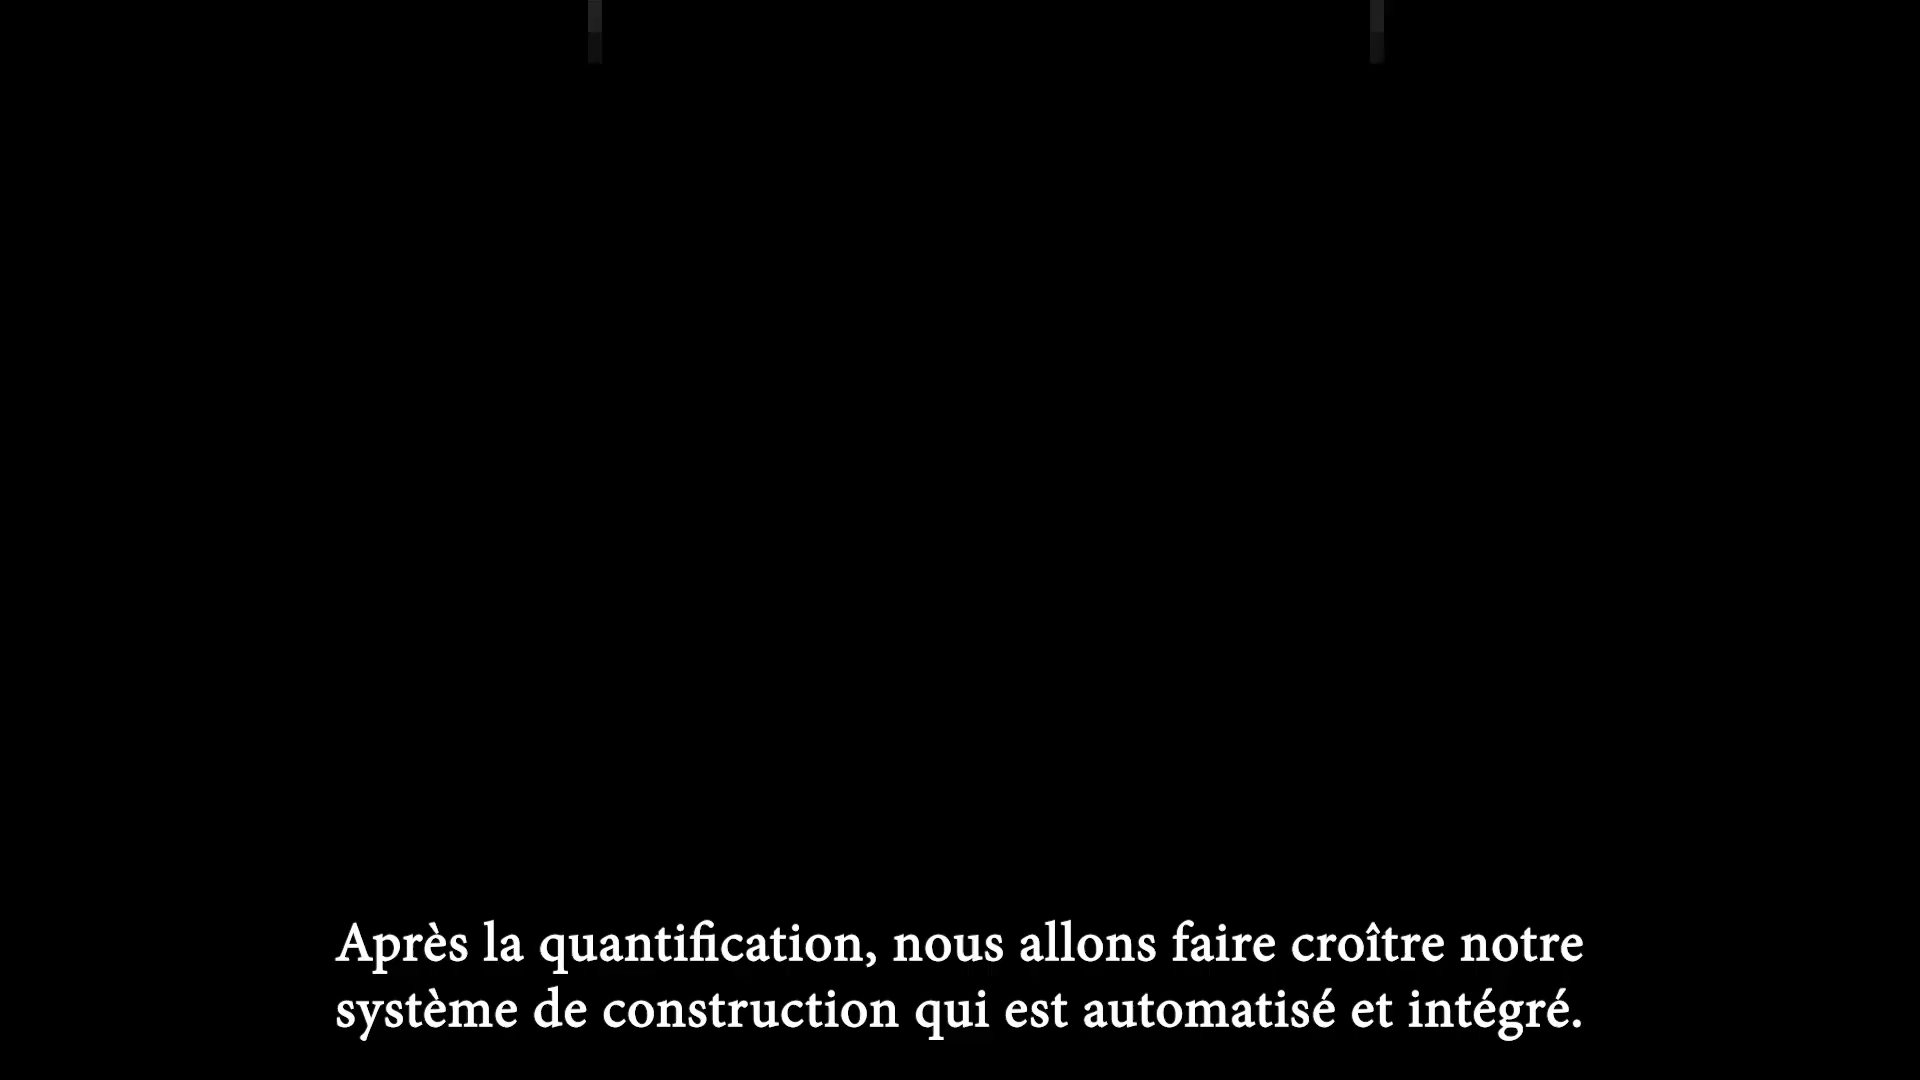 Après la quantification, nous allons faire croître notre
système de construction qui est automatisé et intégré.